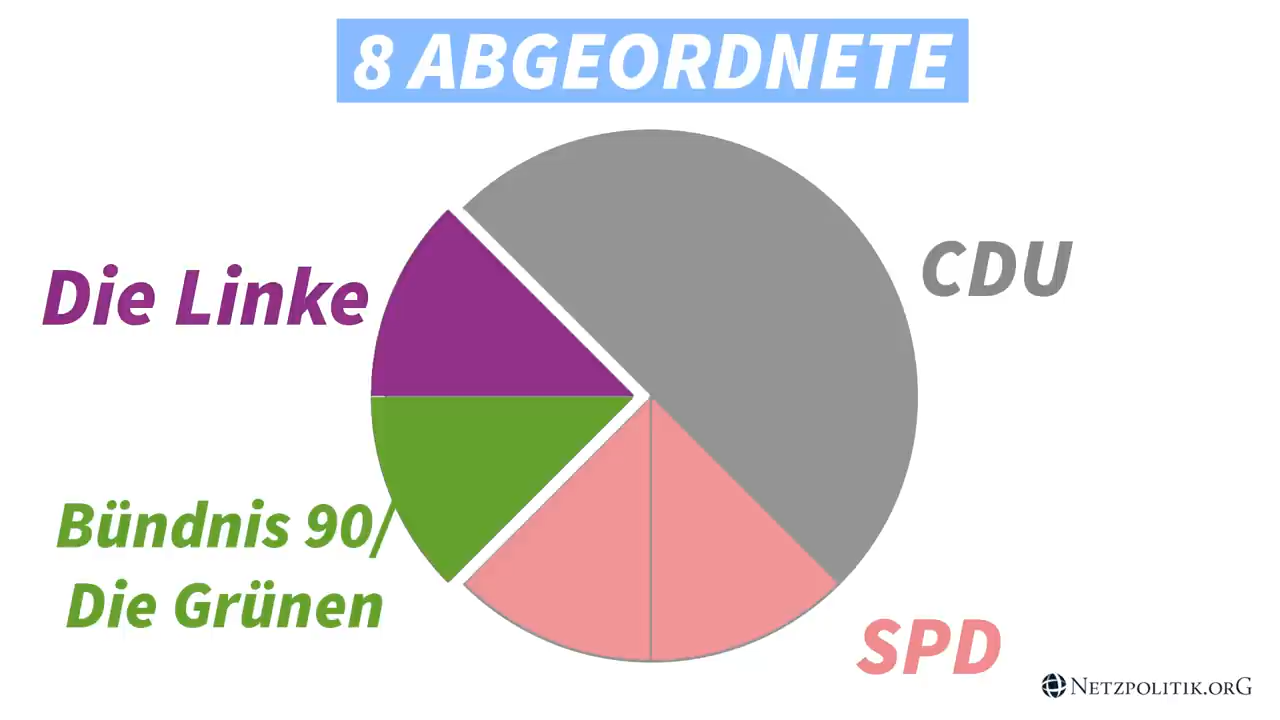 8 ABGEORDNETE
Die Linke
CDU
Bündnis 90/
Die Grünen
SPD
NETZPOLITIK.ORG